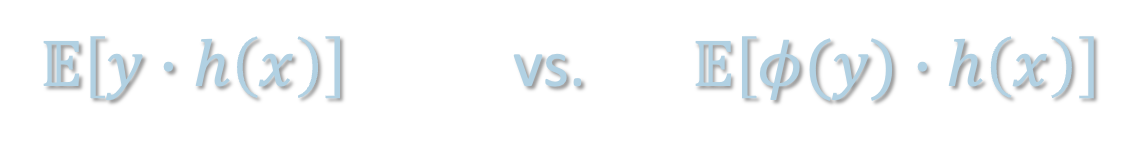 𝔼[𝑦 · ℎ(𝑥)] vs. 𝔼[𝜙(𝑦) · ℎ(𝑥)]